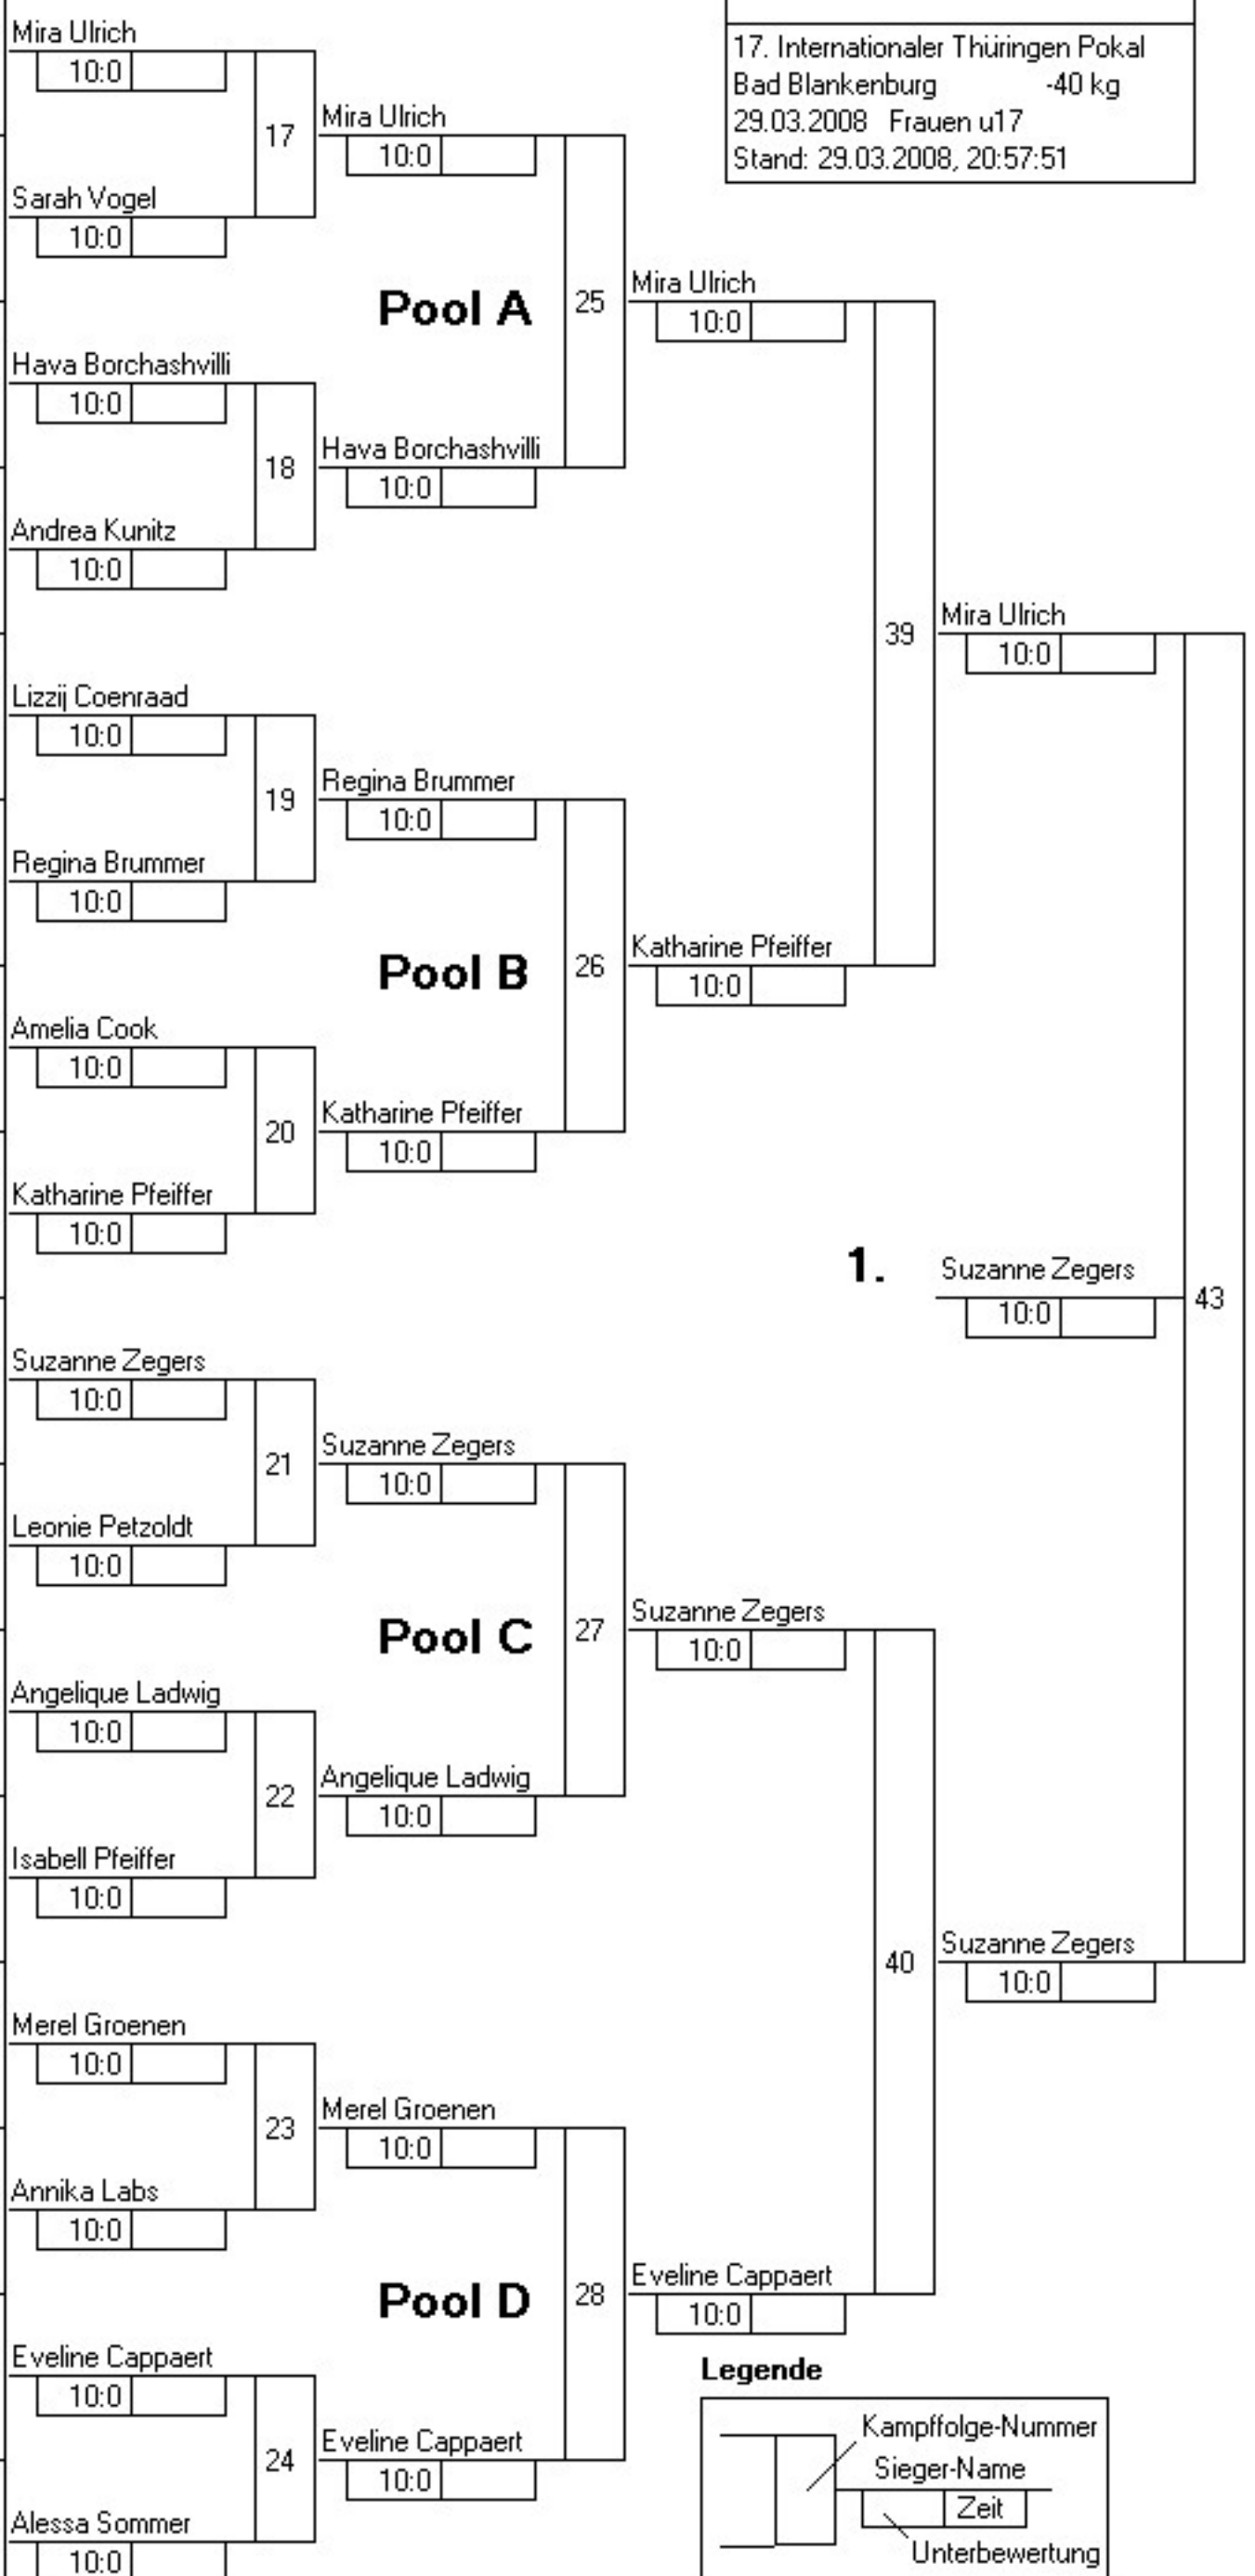 17. Internationaler Thüringen Pokal
Bad Blankenburg -40 kg
29.03.2008 Frauen u17
Stand: 29.03.2008, 20:57:51
Mira Ulrich
10:0
17
Sarah Vogel
10:0
Hava Borchashvilli
10:0
18
Andrea Kunitz
10:0
Lizzij Coenraad
10:0
19
Regina Brummer
10:0
Amelia Cook
10:0
20
Katharine Pfeiffer
10:0
Suzanne Zegers
10:0
21
Leonie Petzoldt
10:0
Angelique Ladwig
10:0
22
Isabell Pfeiffer
10:0
Merel Groenen
10:0
23
Annika Labs
10:0
Eveline Cappaert
10:0
24
Alessa Sommer
10:0
Mira Ulrich
10:0
Pool A
25
Hava Borchashvilli
10:0
Regina Brummer
10:0
Pool B
26
Katharine Pfeiffer
10:0
Suzanne Zegers
10:0
Pool C
27
Angelique Ladwig
10:0
Merel Groenen
10:0
Pool D
28
Eveline Cappaert
10:0
Mira Ulrich
10:0
39
Katharine Pfeiffer
10:0
Suzanne Zegers
10:0
40
Eveline Cappaert
10:0
Mira Ulrich
10:0
1. Suzanne Zegers
10:0
43
Suzanne Zegers
10:0
Legende
Kampffolge-Nummer
Sieger-Name
Zeit
Unterbewertung